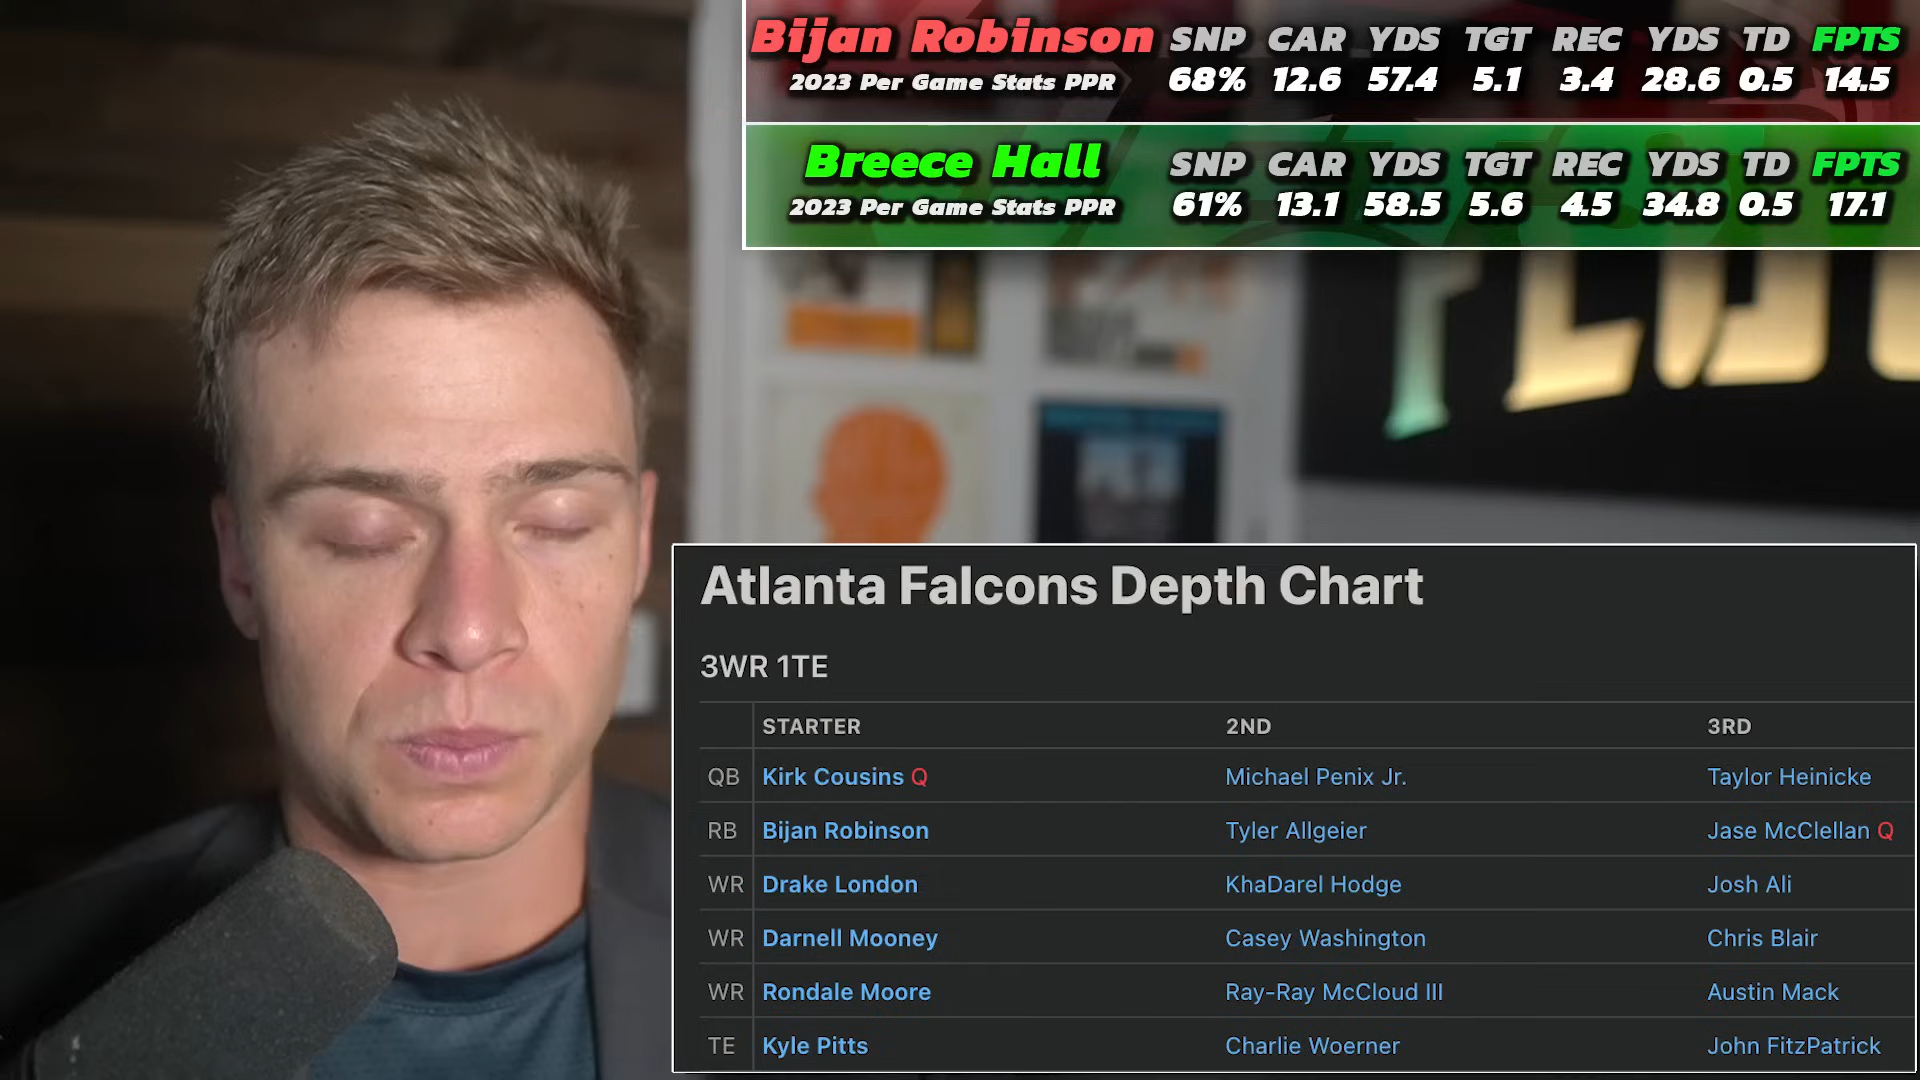 Bijan Robinson SNP CAR YDS TGT REC YDS TD FPTS
2023 Per Game Stats PPR 68% 12.6 57.4 5.1 3.4 28.6 0.5 14.5
Breece Hall SNP CAR YDS TGT REC YDS TD FPTS
2023 Per Game Stats PPR 61% 13.1 58.5 5.6 4.5 34.8 0.5 17.1
Atlanta Falcons Depth Chart
3WR 1TE
STARTER 2ND 3RD
QB Kirk Cousins Q Michael Penix Jr. Taylor Heinicke
RB Bijan Robinson Tyler Allgeier Jase McClellan Q
WR Drake London KhaDarel Hodge Josh Ali
WR Darnell Mooney Casey Washington Chris Blair
WR Rondale Moore Ray-Ray McCloud III Austin Mack
TE Kyle Pitts Charlie Woerner John FitzPatrick